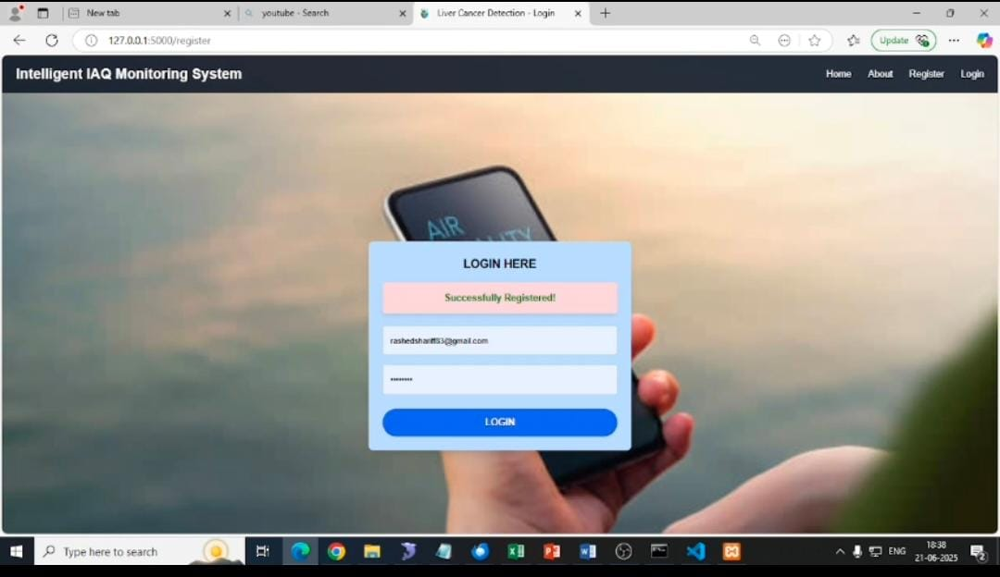 New tab
youtube - Search
Liver Cancer Detection - Login
127.0.0.1:5000/register
Update
Intelligent IAQ Monitoring System
Home About Register Login
AIR
LOGIN HERE
Successfully Registered!
rashedshariff63@gmail.com
LOGIN
Type here to search
ENG
18:38
21-06-2025
2